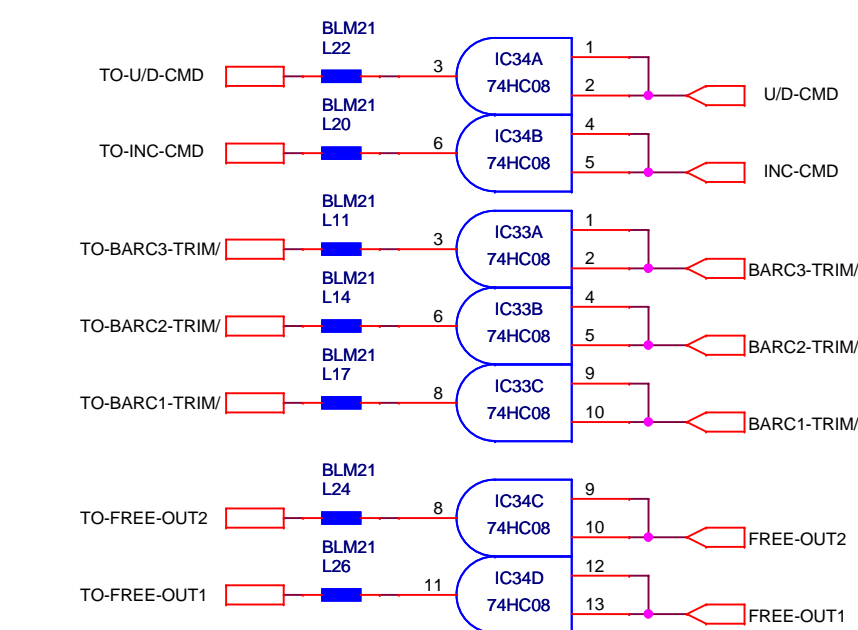 BLM21
L22
TO-U/D-CMD
3
IC34A
74HC08
1
2
U/D-CMD
BLM21
L20
TO-INC-CMD
6
IC34B
74HC08
4
5
INC-CMD
BLM21
L11
TO-BARC3-TRIM/
3
IC33A
74HC08
1
2
BARC3-TRIM/
BLM21
L14
TO-BARC2-TRIM/
6
IC33B
74HC08
4
5
BARC2-TRIM/
BLM21
L17
TO-BARC1-TRIM/
8
IC33C
74HC08
9
10
BARC1-TRIM/
BLM21
L24
TO-FREE-OUT2
8
IC34C
74HC08
9
10
FREE-OUT2
BLM21
L26
TO-FREE-OUT1
11
IC34D
74HC08
12
13
FREE-OUT1